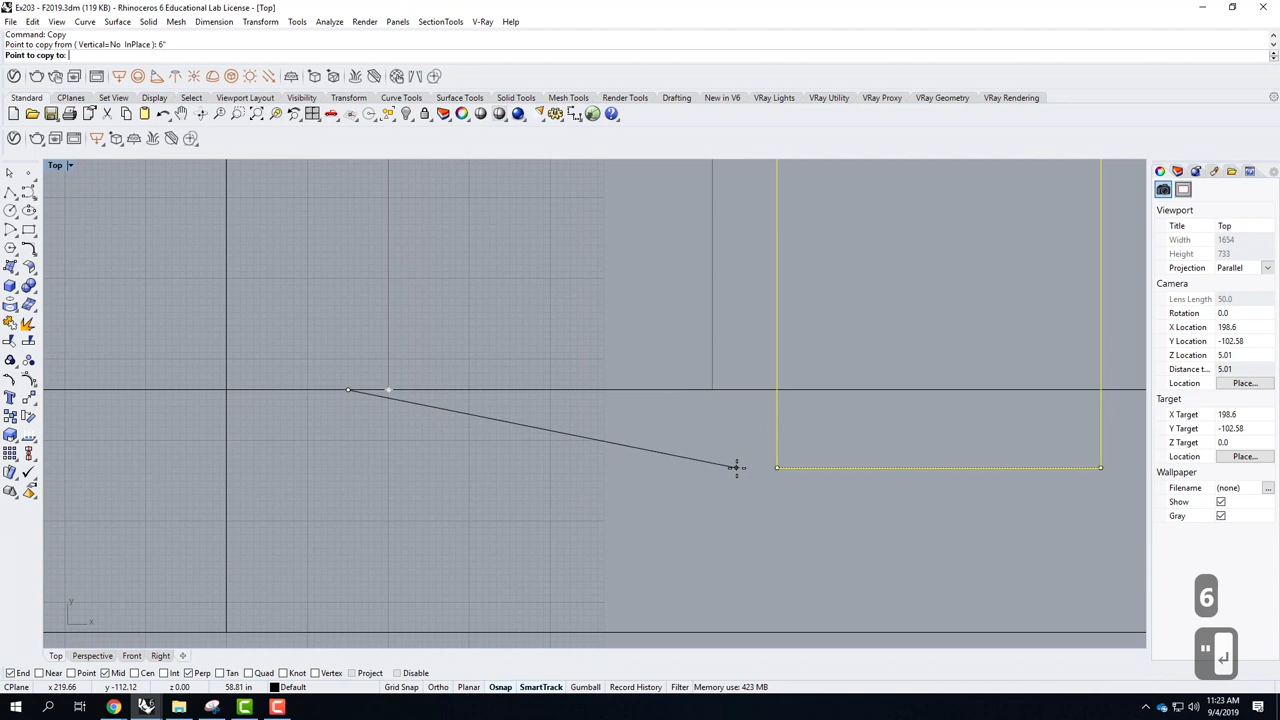 Ex203 - F2019.3dm (119 KB) - Rhinoceros 6 Educational Lab License - [Top]
File Edit View Curve Surface Solid Mesh Dimension Transform Tools Analyze Render Panels SectionTools V-Ray Help
Command: Copy
Point to copy from ( Vertical=No InPlace ): 6"
Point to copy to:
Standard CPlanes Set View Display Select Viewport Layout Visibility Transform Curve Tools Surface Tools Solid Tools Mesh Tools Render Tools Drafting New in V6 VRay Lights VRay Utilities VRay Proxy VRay Geometry VRay Rendering
Top
Viewport
Title Top
Width 1654
Height 733
Projection Parallel
Camera
Lens Length 50.0
Rotation 0.0
X Location 198.6
Y Location -102.58
Z Location 5.01
Distance t... 5.01
Location Place...
Target
X Target 198.6
Y Target -102.58
Z Target 0.0
Location Place...
Wallpaper
Filename (none) ...
Show
Gray
y
x
6
" ↵
Top Perspective Front Right
End Near Point Mid Cen Int Perp Tan Quad Knot Vertex Project Disable
CPlane x 219.66 y -112.12 z 0.00 58.81 in Default Grid Snap Ortho Planar Osnap SmartTrack Gumball Record History Filter Memory use: 423 MB
11:23 AM
9/4/2019